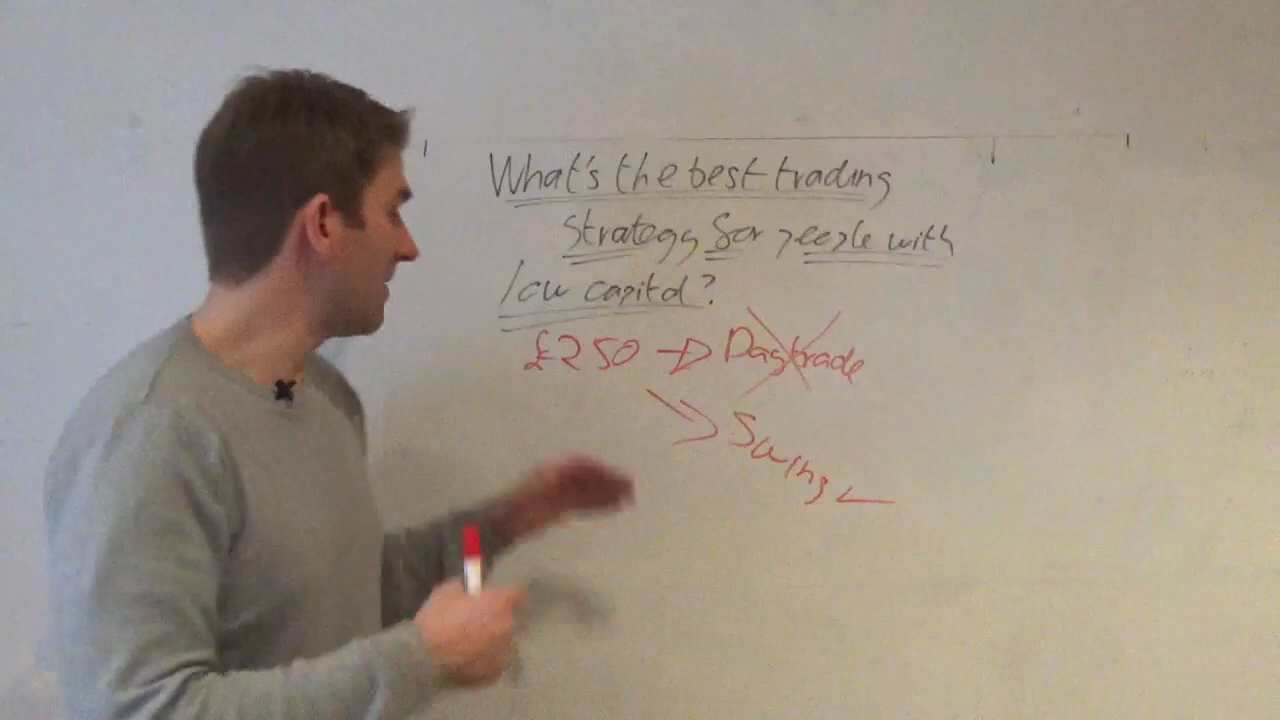 What's the best trading
Strategy for people with
low capital?
£250 → Daytrade
→ Swing